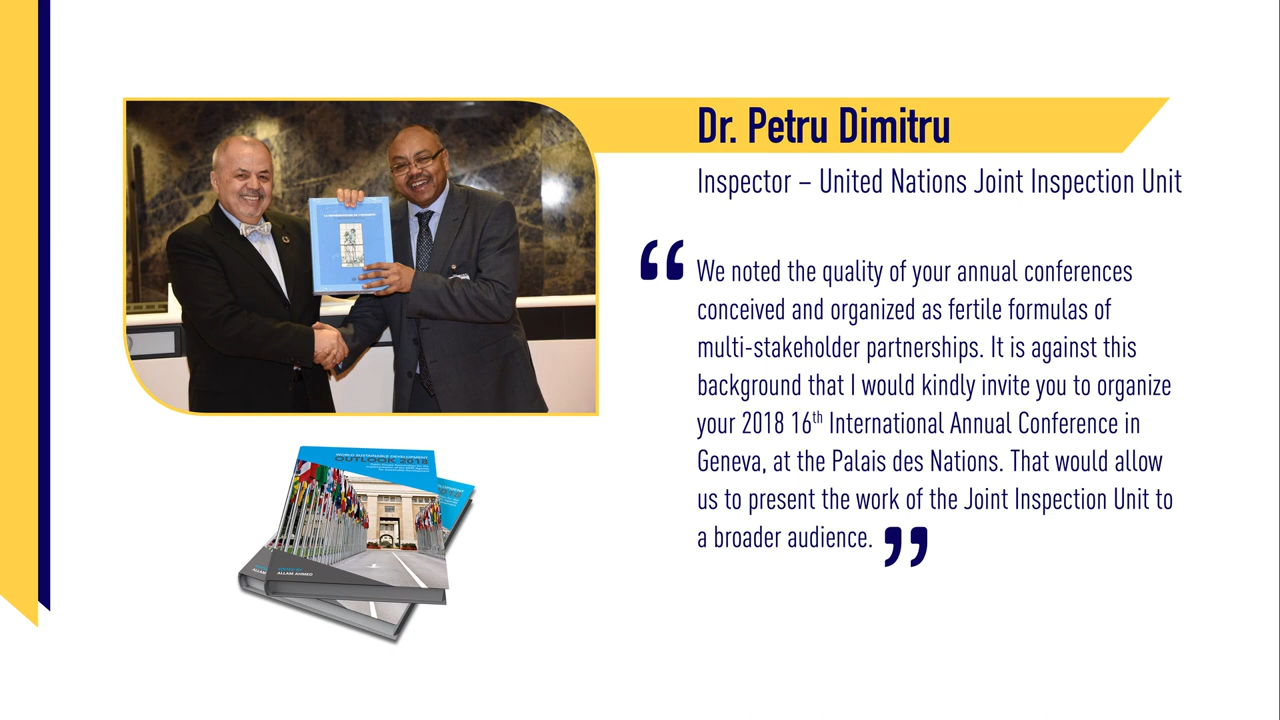 Dr. Petru Dimitru
Inspector – United Nations Joint Inspection Unit
“ We noted the quality of your annual conferences
conceived and organized as fertile formulas of
multi-stakeholder partnerships. It is against this
background that I would kindly invite you to organize
your 2018 16th International Annual Conference in
Geneva, at the Palais des Nations. That would allow
us to present the work of the Joint Inspection Unit to
a broader audience. ”
WORLD SUSTAINABLE DEVELOPMENT
OUTLOOK 2018
EDITED BY
ALLAM AHMED